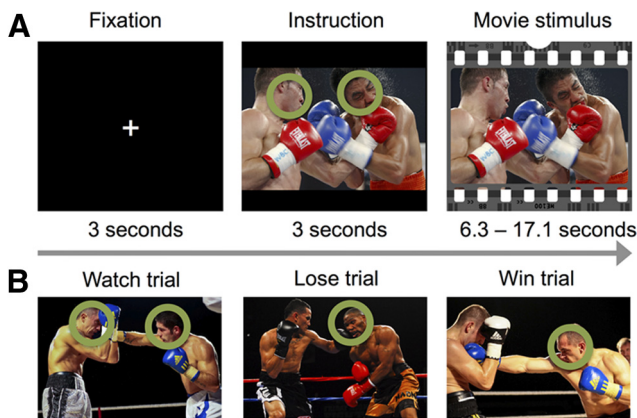 A
Fixation Instruction Movie stimulus
EVERLAST
3 seconds 3 seconds 6.3 – 17.1 seconds
B
Watch trial Lose trial Win trial